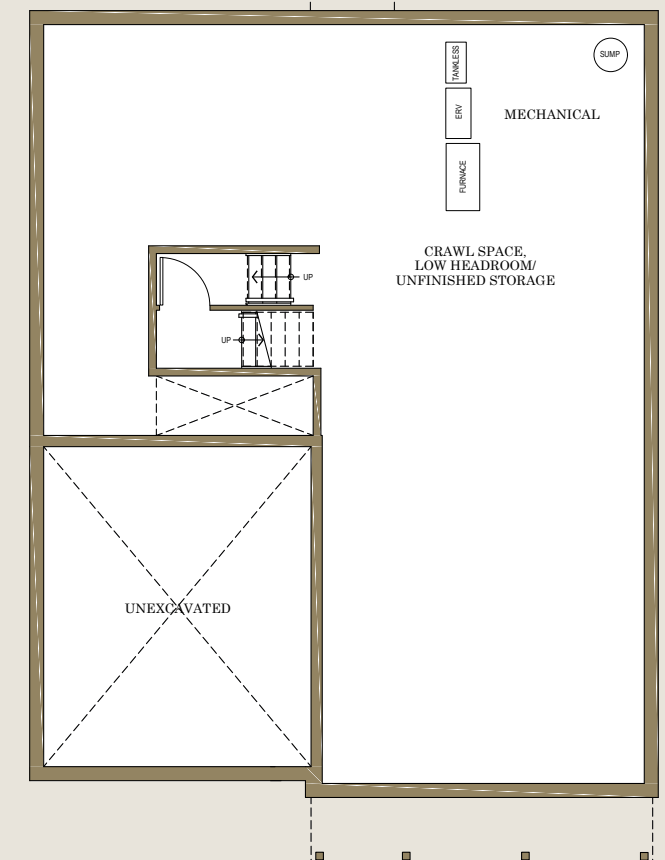 TANKLESS
SUMP
ERV
MECHANICAL
FURNACE
CRAWL SPACE,
LOW HEADROOM/
UNFINISHED STORAGE
UP
UP
UNEXCAVATED